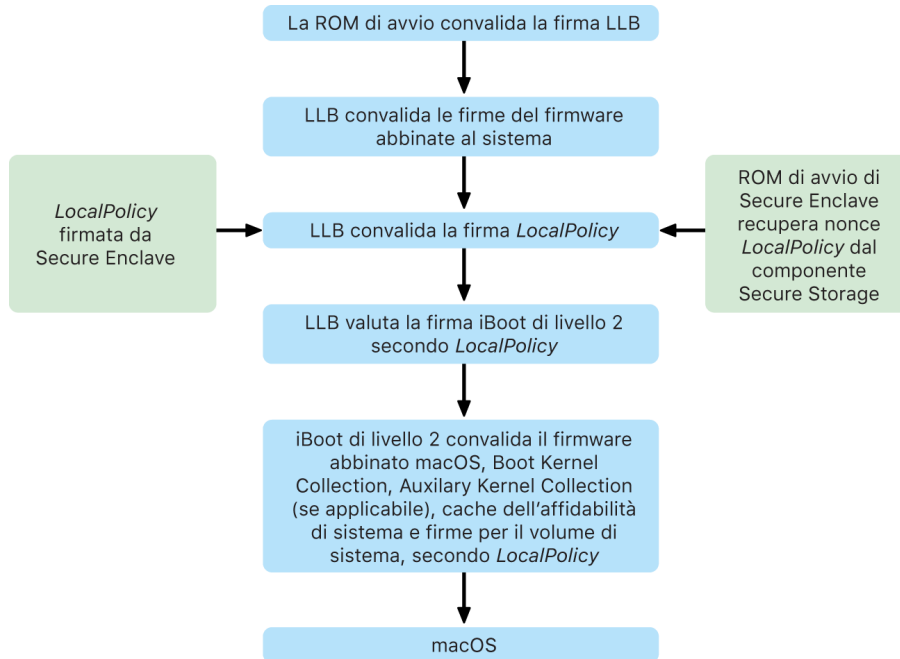 La ROM di avvio convalida la firma LLB
LLB convalida le firme del firmware
abbinate al sistema
LocalPolicy
firmata da
Secure Enclave
LLB convalida la firma LocalPolicy
ROM di avvio di
Secure Enclave
recupera nonce
LocalPolicy dal
componente
Secure Storage
LLB valuta la firma iBoot di livello 2
secondo LocalPolicy
iBoot di livello 2 convalida il firmware
abbinato macOS, Boot Kernel
Collection, Auxilary Kernel Collection
(se applicabile), cache dell’affidabilità
di sistema e firme per il volume di
sistema, secondo LocalPolicy
macOS